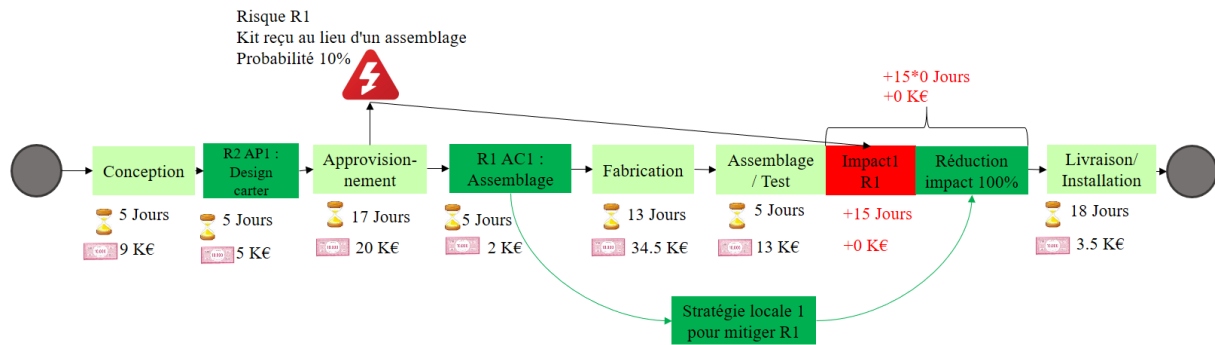 Risque R1
Kit reçu au lieu d'un assemblage
Probabilité 10%
+15*0 Jours
+0 K€
Conception
R2 AP1 :
Design
carter
Approvision-
nement
R1 AC1 :
Assemblage
Fabrication
Assemblage
/ Test
Impact1
R1
Réduction
impact 100%
Livraison/
Installation
5 Jours
9 K€
5 Jours
5 K€
17 Jours
20 K€
5 Jours
2 K€
13 Jours
34.5 K€
5 Jours
13 K€
+15 Jours
+0 K€
18 Jours
3.5 K€
Stratégie locale 1
pour mitiger R1